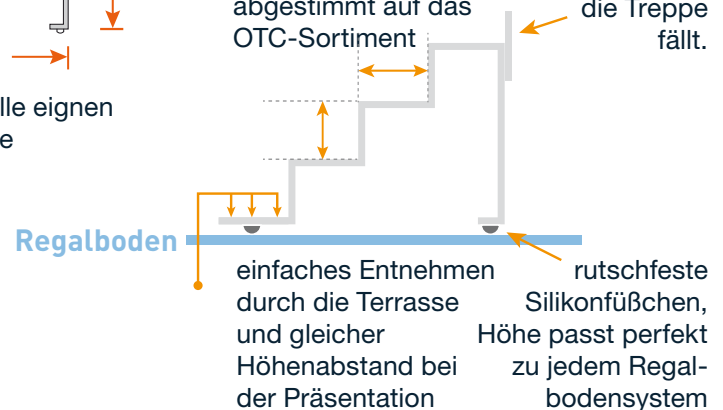 abgestimmt auf das
OTC-Sortiment
die Treppe
fällt.
lle eignen
e
Regalboden
einfaches Entnehmen
durch die Terrasse
und gleicher
Höhenabstand bei
der Präsentation
rutschfeste
Silikonfüßchen,
Höhe passt perfekt
zu jedem Regal-
bodensystem